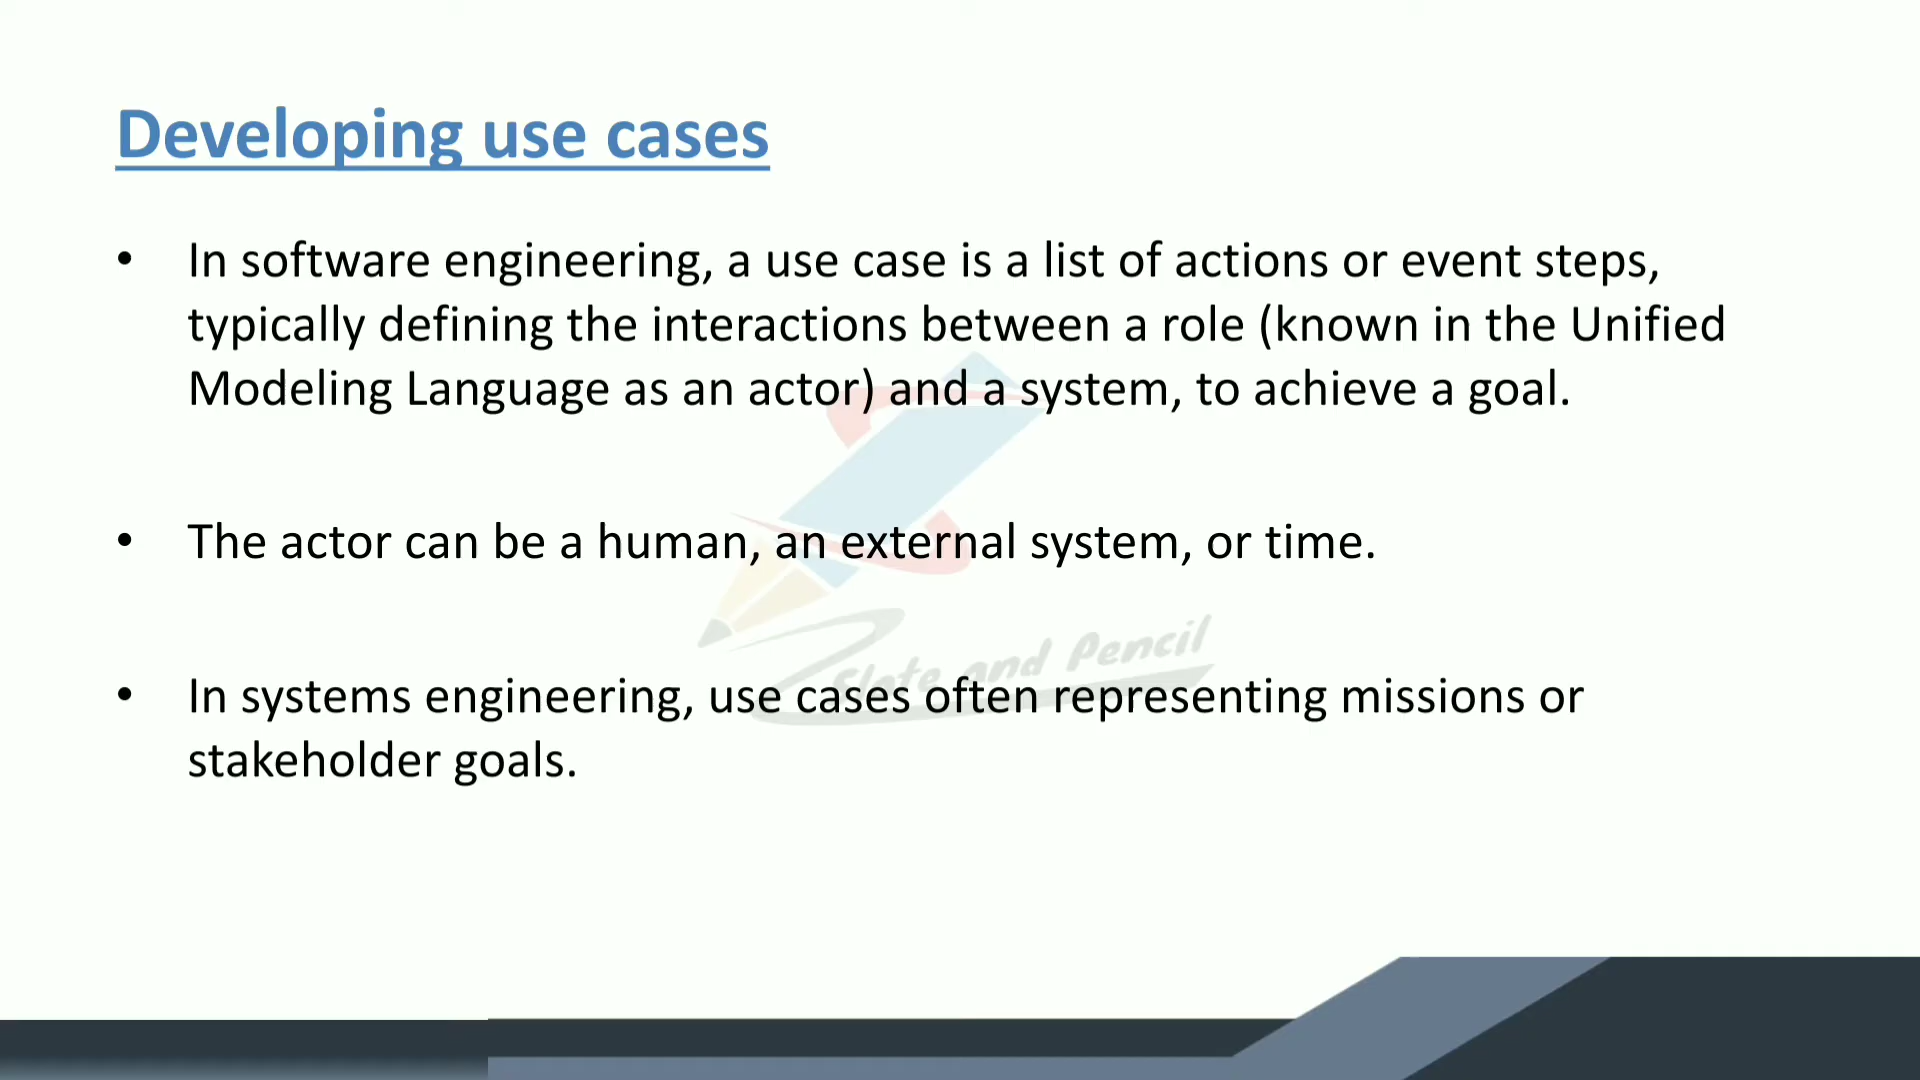 Developing use cases
• In software engineering, a use case is a list of actions or event steps,
typically defining the interactions between a role (known in the Unified
Modeling Language as an actor) and a system, to achieve a goal.
• The actor can be a human, an external system, or time.
Slate and Pencil
• In systems engineering, use cases often representing missions or
stakeholder goals.